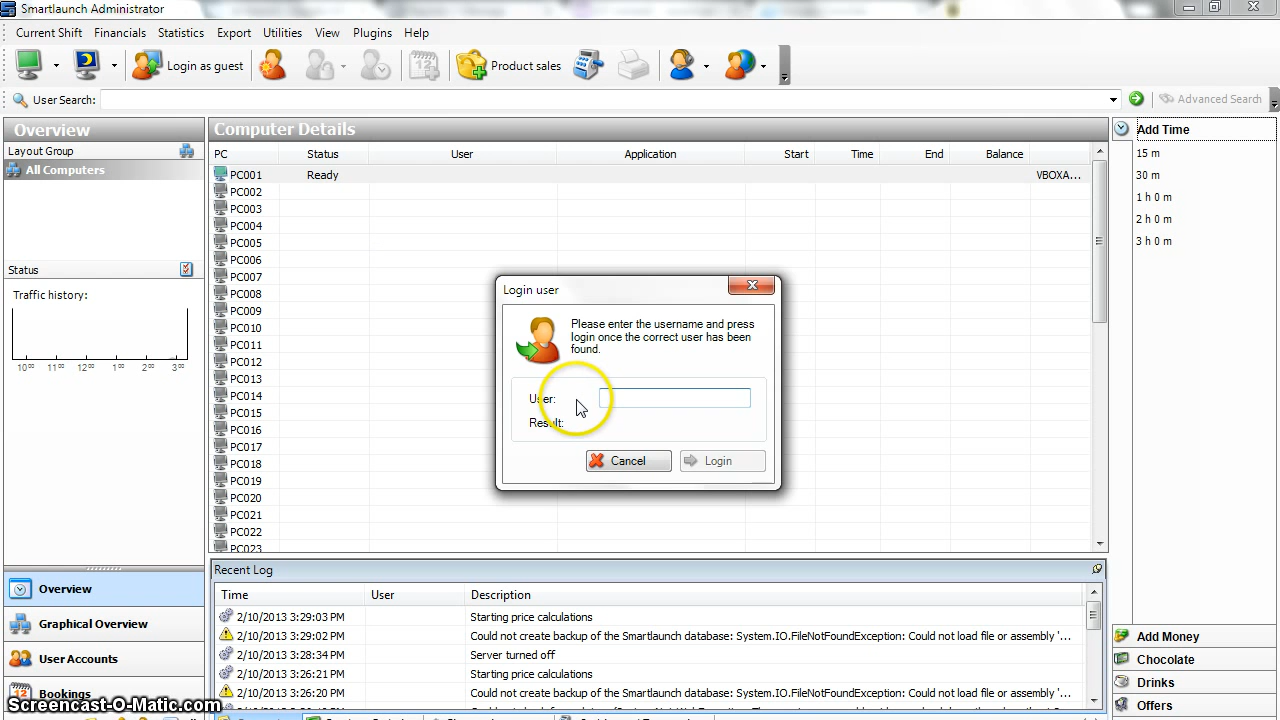 Smartlaunch Administrator
Current Shift Financials Statistics Export Utilities View Plugins Help
Login as guest Product sales
User Search: Advanced Search
Overview
Layout Group
All Computers
Status
Traffic history:
10⁰⁰ 11⁰⁰ 12⁰⁰ 1⁰⁰ 2⁰⁰ 3⁰⁰
Overview
Graphical Overview
User Accounts
Bookings
Computer Details
PC Status User Application Start Time End Balance
PC001 Ready VBOXA...
PC002
PC003
PC004
PC005
PC006
PC007
PC008
PC009
PC010
PC011
PC012
PC013
PC014
PC015
PC016
PC017
PC018
PC019
PC020
PC021
PC022
PC023
Login user
Please enter the username and press
login once the correct user has been
found.
User:
Result:
Cancel Login
Recent Log
Time User Description
2/10/2013 3:29:03 PM Starting price calculations
2/10/2013 3:29:02 PM Could not create backup of the Smartlaunch database: System.IO.FileNotFoundException: Could not load file or assembly '...
2/10/2013 3:28:34 PM Server turned off
2/10/2013 3:26:21 PM Starting price calculations
2/10/2013 3:26:20 PM Could not create backup of the Smartlaunch database: System.IO.FileNotFoundException: Could not load file or assembly '...
Add Time
15 m
30 m
1 h 0 m
2 h 0 m
3 h 0 m
Add Money
Chocolate
Drinks
Offers
Screencast-O-Matic.com